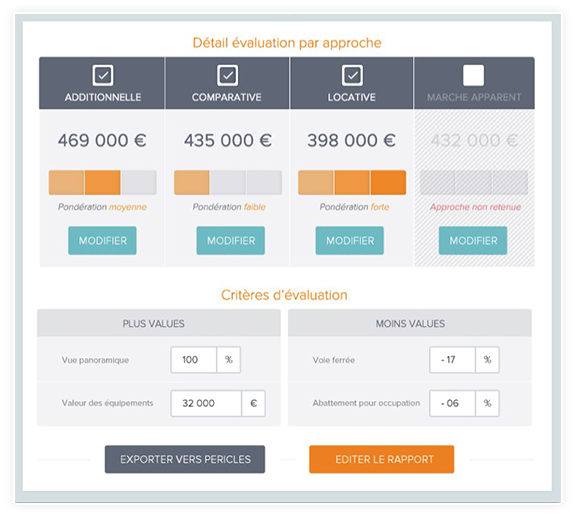 Détail évaluation par approche
ADDITIONNELLE COMPARATIVE LOCATIVE MARCHE APPARENT
469 000 € 435 000 € 398 000 € 432 000 €
Pondération moyenne Pondération faible Pondération forte Approche non retenue
MODIFIER MODIFIER MODIFIER MODIFIER
Critères d'évaluation
PLUS VALUES MOINS VALUES
Vue panoramique 100 % Voie ferrée - 17 %
Valeur des équipements 32 000 € Abattement pour occupation - 06 %
EXPORTER VERS PERICLES EDITER LE RAPPORT